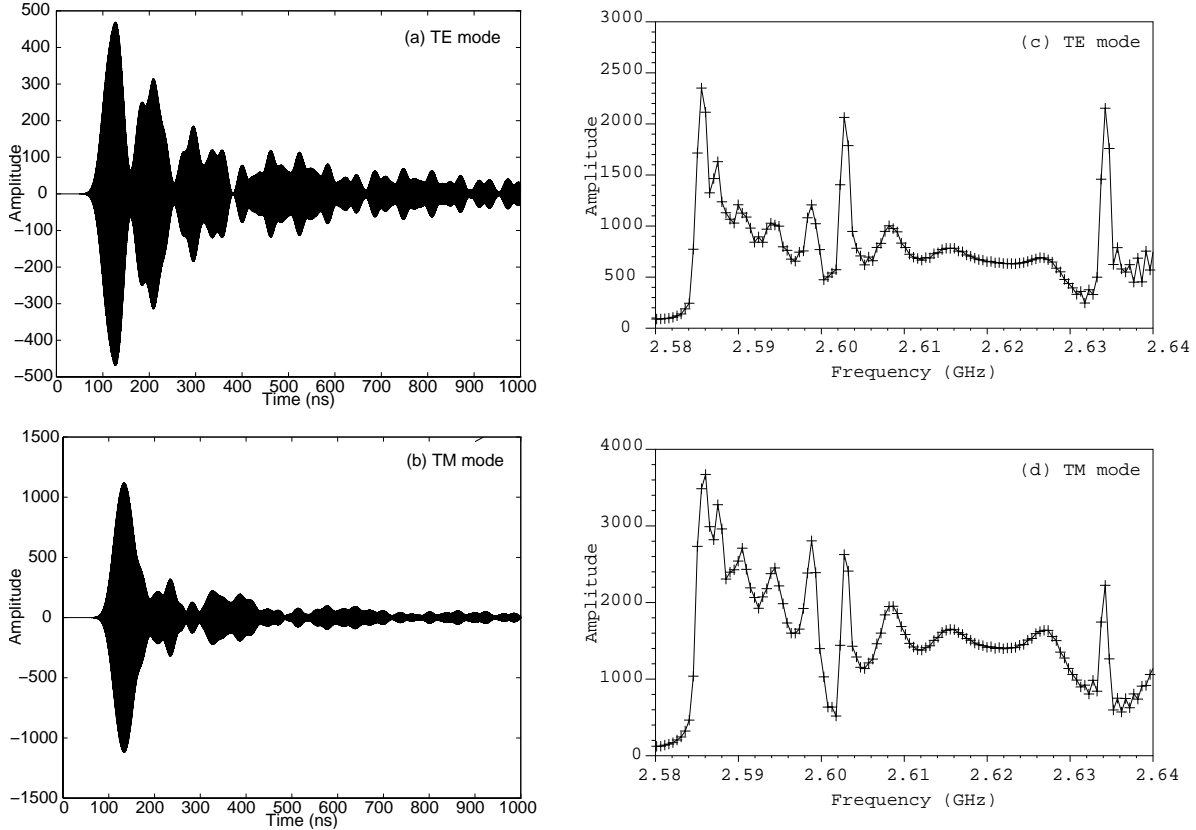 (a) TE mode
Amplitude
500
400
300
200
100
0
−100
−200
−300
−400
−500
0 100 200 300 400 500 600 700 800 900 1000
Time (ns)
(c) TE mode
Amplitude
3000
2500
2000
1500
1000
500
0
2.58 2.59 2.60 2.61 2.62 2.63 2.64
Frequency (GHz)
(b) TM mode
Amplitude
1500
1000
500
0
−500
−1000
−1500
0 100 200 300 400 500 600 700 800 900 1000
Time (ns)
(d) TM mode
Amplitude
4000
3000
2000
1000
0
2.58 2.59 2.60 2.61 2.62 2.63 2.64
Frequency (GHz)